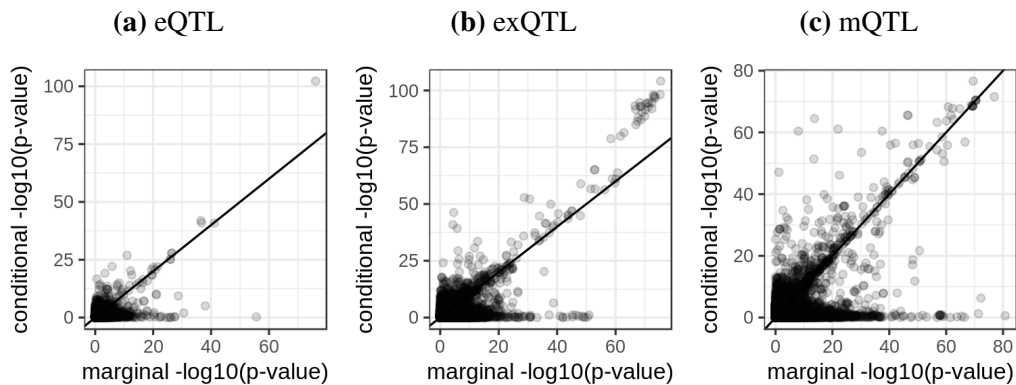 (a) eQTL
conditional -log10(p-value)
100
75
50
25
0
0 20 40 60
marginal -log10(p-value)
(b) exQTL
conditional -log10(p-value)
100
75
50
25
0
0 20 40 60
marginal -log10(p-value)
(c) mQTL
conditional -log10(p-value)
80
60
40
20
0
0 20 40 60 80
marginal -log10(p-value)